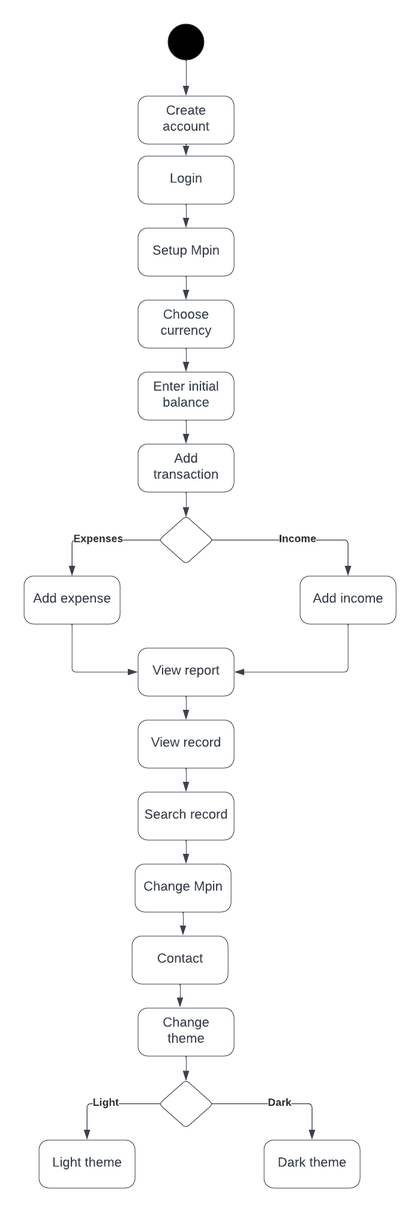 Create
account
Login
Setup Mpin
Choose
currency
Enter initial
balance
Add
transaction
Expenses
Income
Add expense
Add income
View report
View record
Search record
Change Mpin
Contact
Change
theme
Light
Dark
Light theme
Dark theme